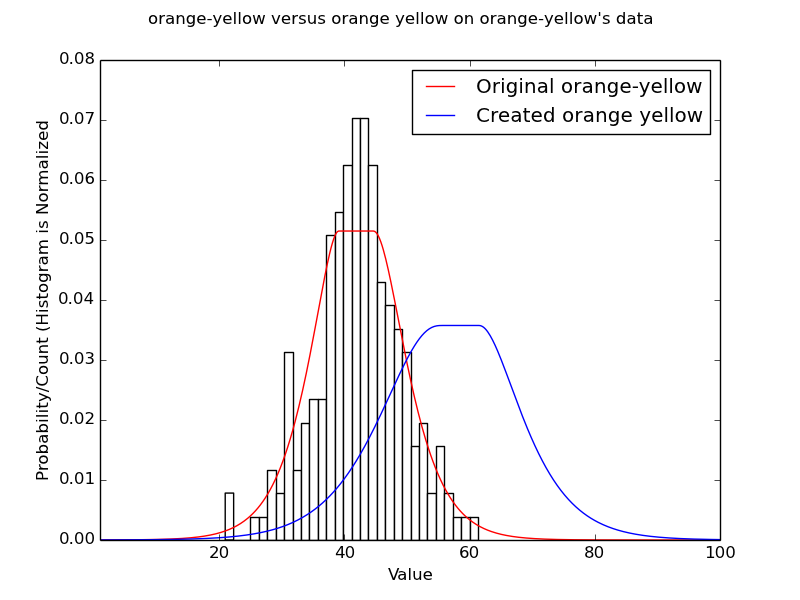 orange-yellow versus orange yellow on orange-yellow's data
Original orange-yellow
Created orange yellow
Probability/Count (Histogram is Normalized
0.08
0.07
0.06
0.05
0.04
0.03
0.02
0.01
0.00
20 40 60 80 100
Value